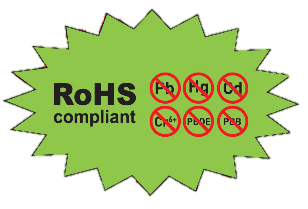 RoHS
compliant
Pb Hg Cd
Cr⁶⁺ PBDE PBB